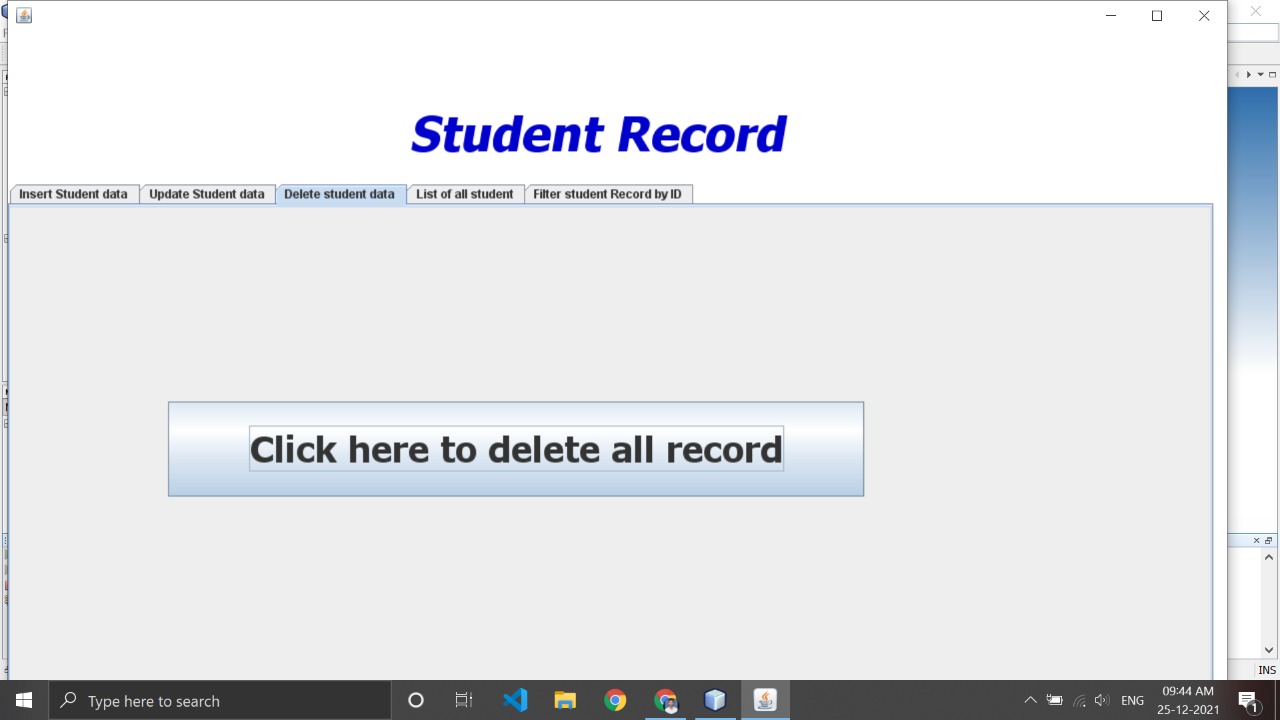 Student Record
Insert Student data Update Student data Delete student data List of all student Filter student Record by ID
Click here to delete all record
INS
Type here to search
ENG
09:44 AM
25-12-2021
1